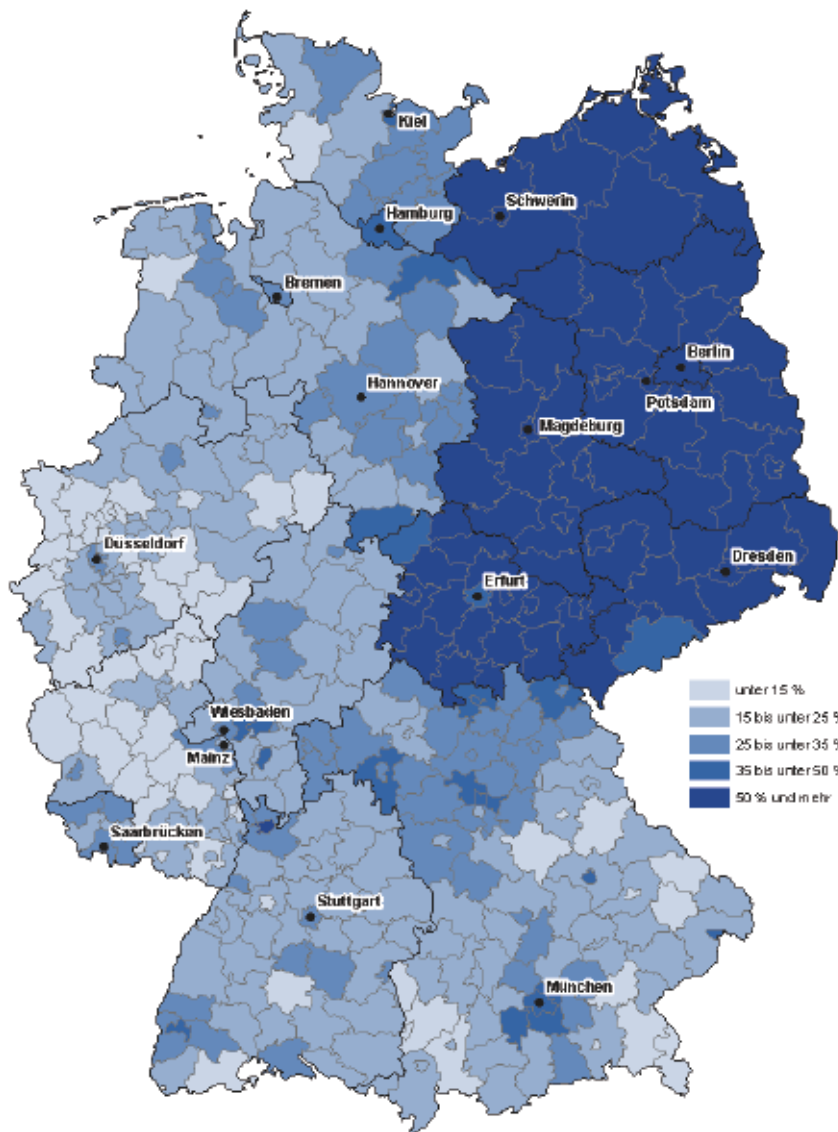 Kiel
Hamburg
Schwerin
Bremen
Berlin
Hannover
Potsdam
Magdeburg
Düsseldorf
Dresden
Erfurt
unter 15 %
Wiesbaden
15 bis unter 25 %
25 bis unter 35 %
Mainz
35 bis unter 50 %
50 % und mehr
Saarbrücken
Stuttgart
München